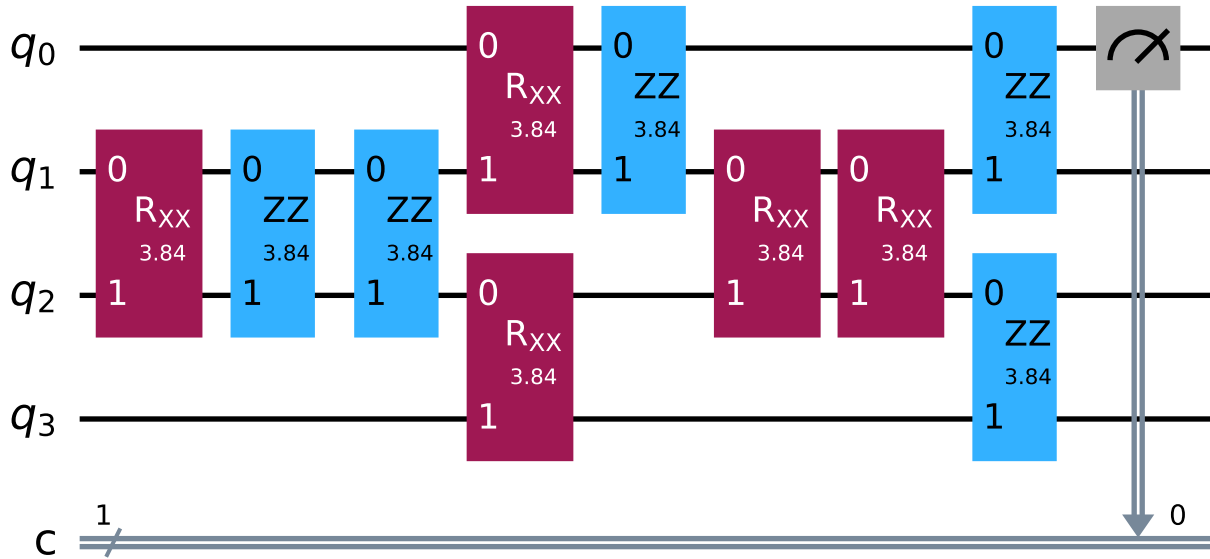 q0 0 0 0
RXX ZZ ZZ
3.84 3.84 3.84
q1 0 0 0 1 1 0 0 1
RXX ZZ ZZ RXX RXX
3.84 3.84 3.84 3.84 3.84
q2 1 1 1 0 1 1 0
RXX ZZ
3.84 3.84
q3 1 1
1 0
c